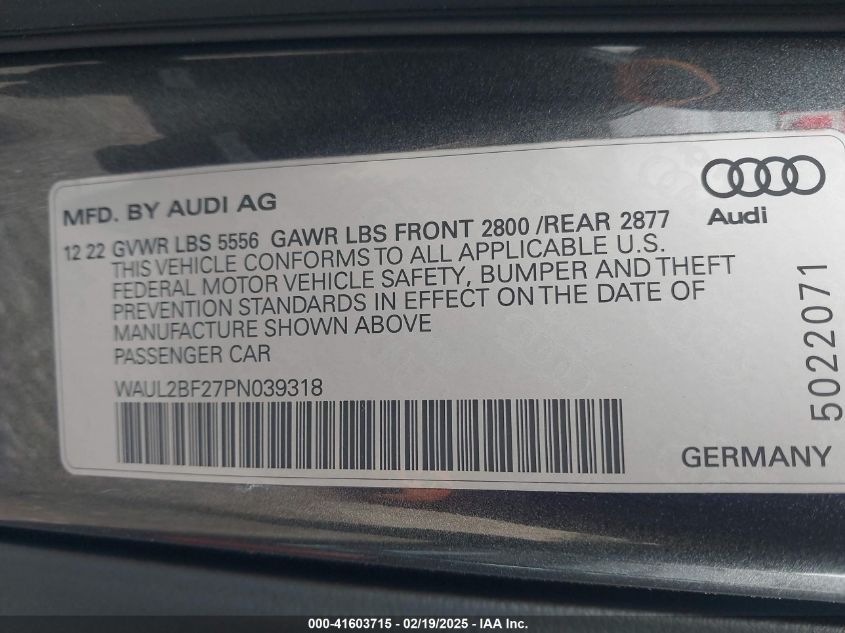 MFD. BY AUDI AG
Audi
12 22 GVWR LBS 5556 GAWR LBS FRONT 2800 /REAR 2877
THIS VEHICLE CONFORMS TO ALL APPLICABLE U.S.
FEDERAL MOTOR VEHICLE SAFETY, BUMPER AND THEFT
PREVENTION STANDARDS IN EFFECT ON THE DATE OF
MANUFACTURE SHOWN ABOVE
PASSENGER CAR
WAUL2BF27PN039318
5022071
GERMANY
000-41603715 - 02/19/2025 - IAA Inc.